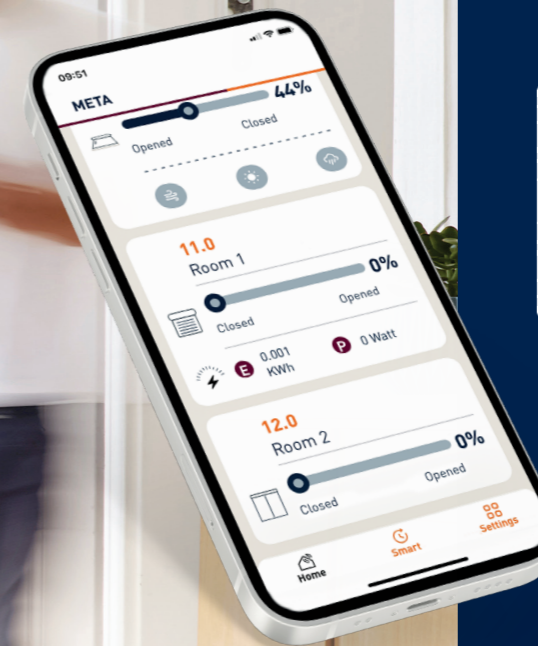 09:51
META
44%
Opened
Closed
11.0
Room 1
0%
Closed
Opened
E 0.001 P 0 Watt
KWh
12.0
Room 2
0%
Closed
Opened
Home
Smart
Settings